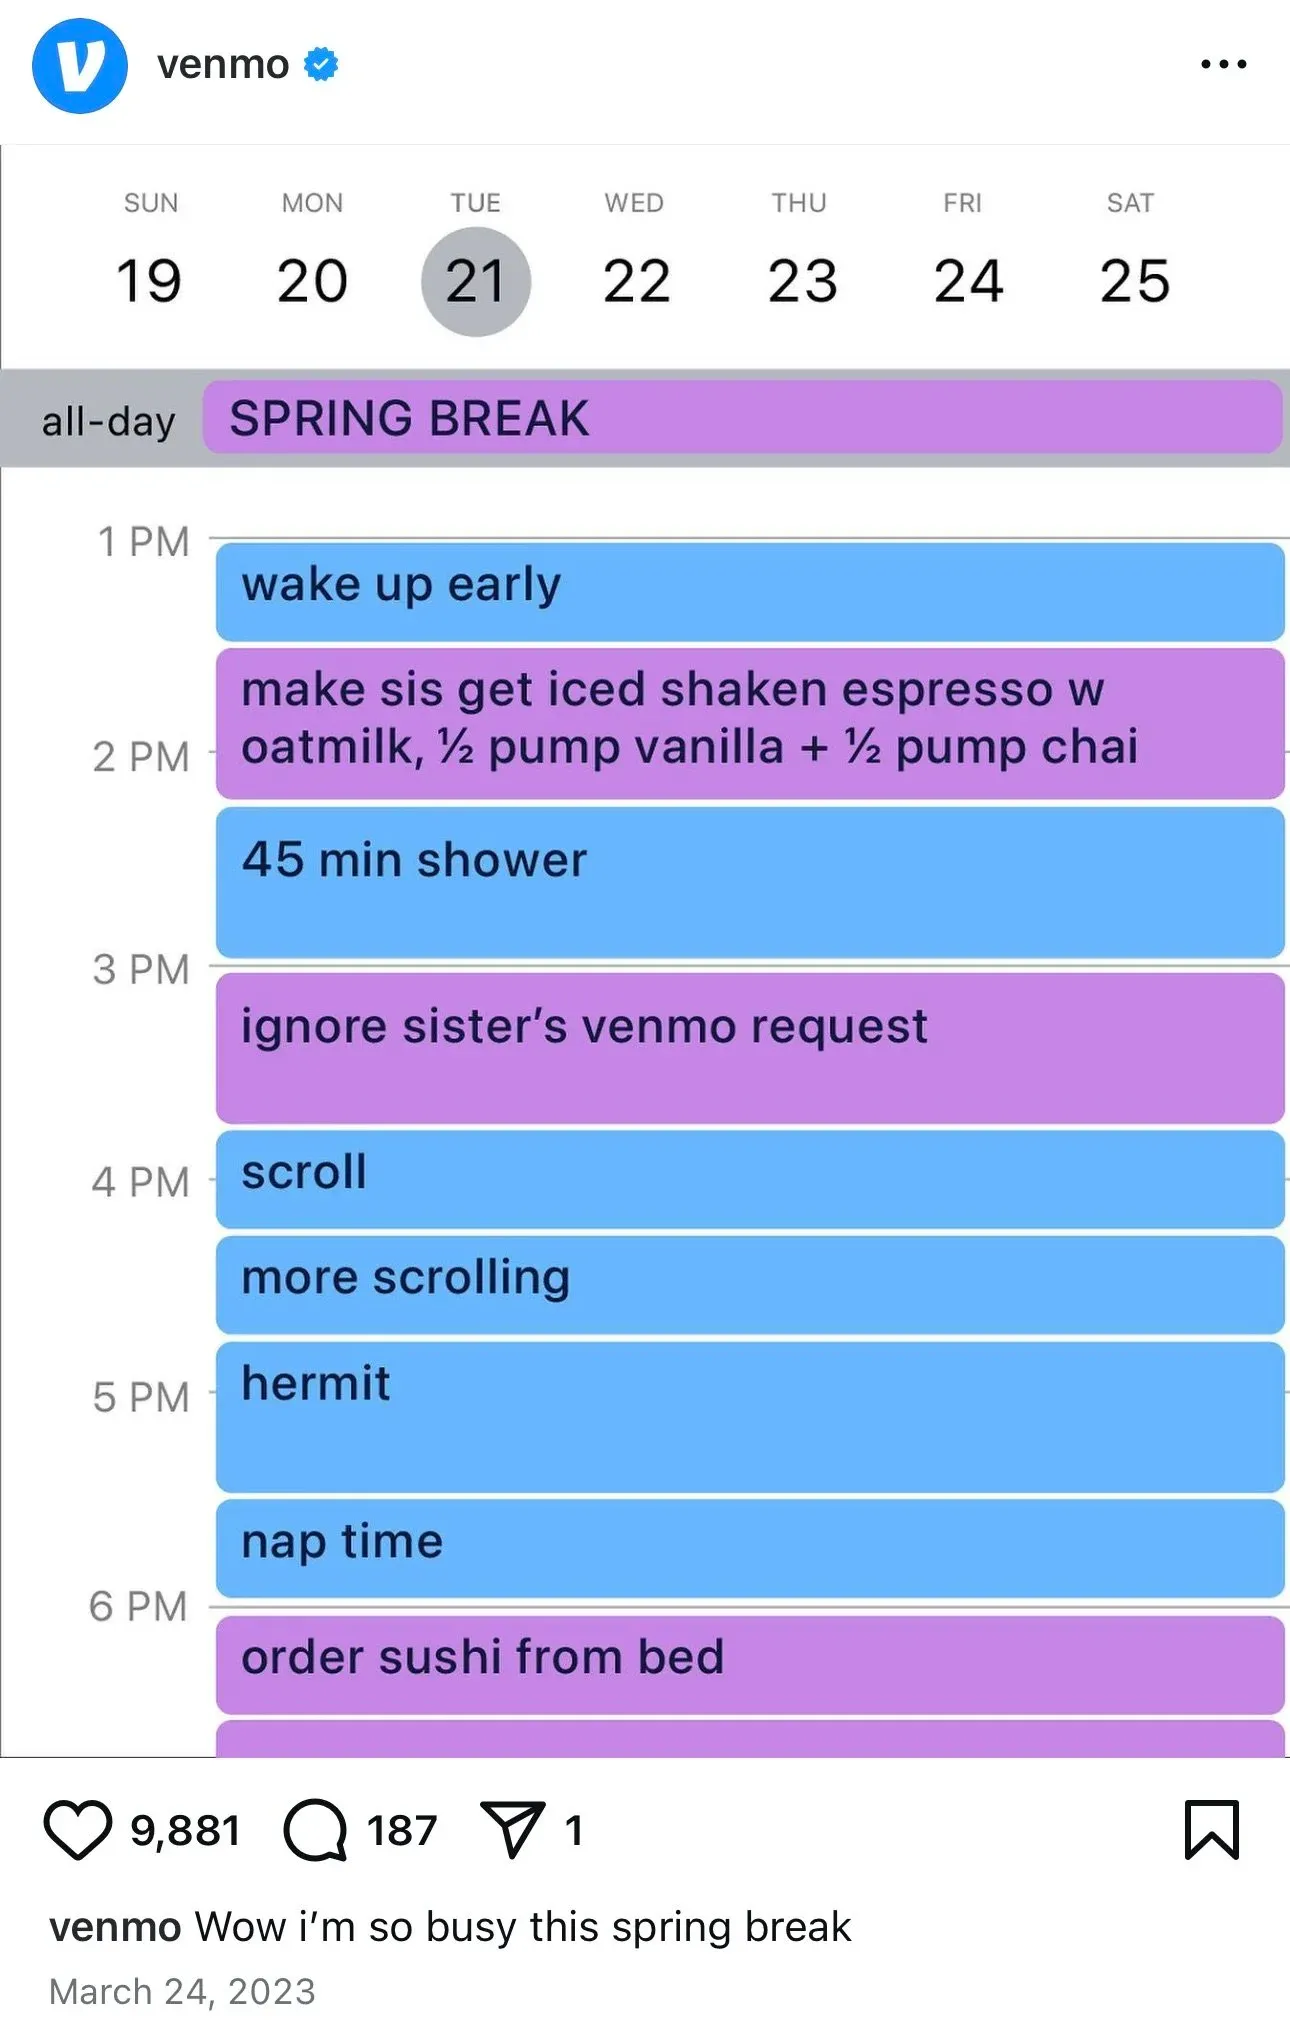 venmo
...
SUN MON TUE WED THU FRI SAT
19 20 21 22 23 24 25
all-day SPRING BREAK
1 PM
wake up early
make sis get iced shaken espresso w
2 PM oatmilk, ½ pump vanilla + ½ pump chai
45 min shower
3 PM
ignore sister’s venmo request
4 PM scroll
more scrolling
5 PM hermit
nap time
6 PM
order sushi from bed
9,881 187 1
venmo Wow i’m so busy this spring break
March 24, 2023